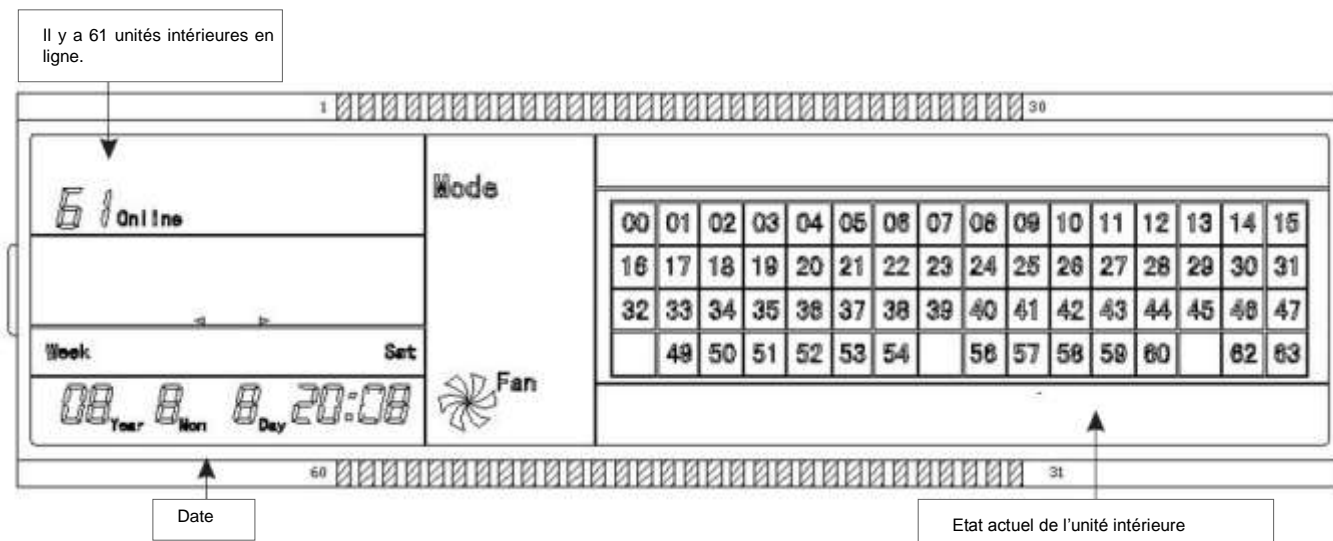 Il y a 61 unités intérieures en
ligne.
1 30
61 Online
Mode
00 01 02 03 04 05 06 07 08 09 10 11 12 13 14 15
16 17 18 19 20 21 22 23 24 25 26 27 28 29 30 31
32 33 34 35 36 37 38 39 40 41 42 43 44 45 46 47
49 50 51 52 53 54 56 57 58 59 60 62 63
Week Sat
Fan
08 Year 8 Mon 8 Day 20:08
60 31
Date
Etat actuel de l'unité intérieure